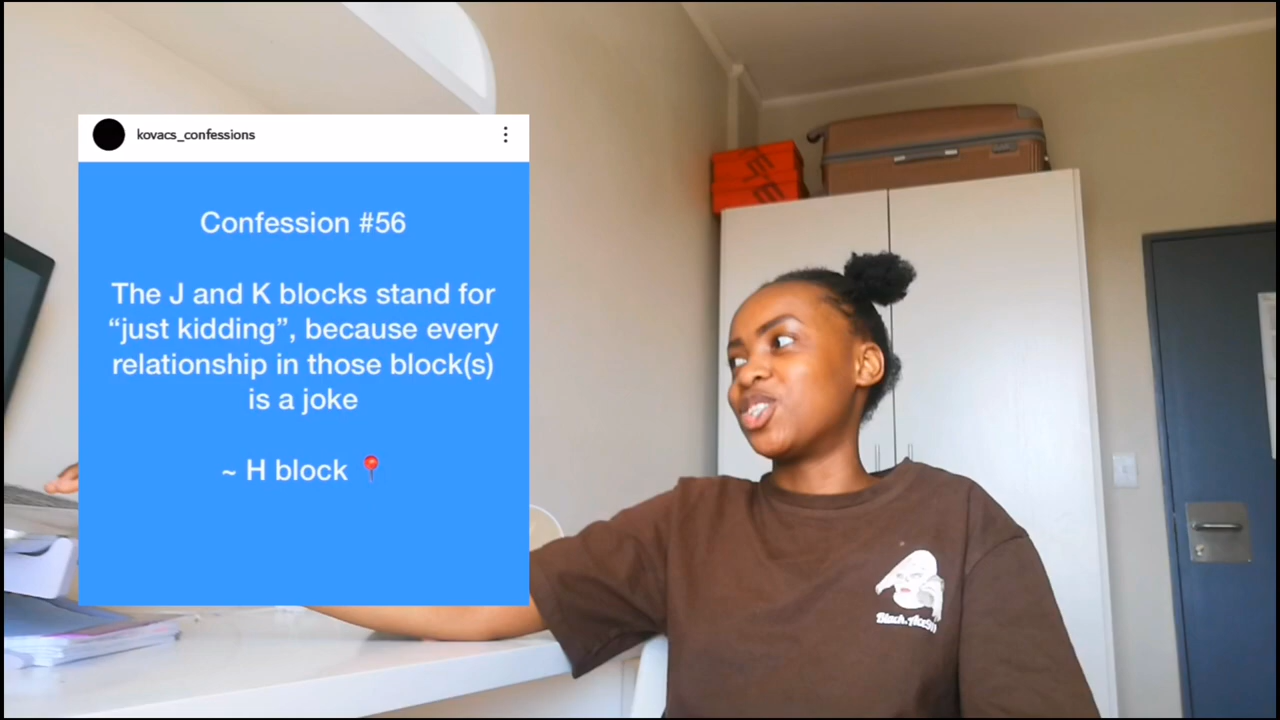 kovacs_confessions
Confession #56
The J and K blocks stand for
“just kidding”, because every
relationship in those block(s)
is a joke
~ H block 📍